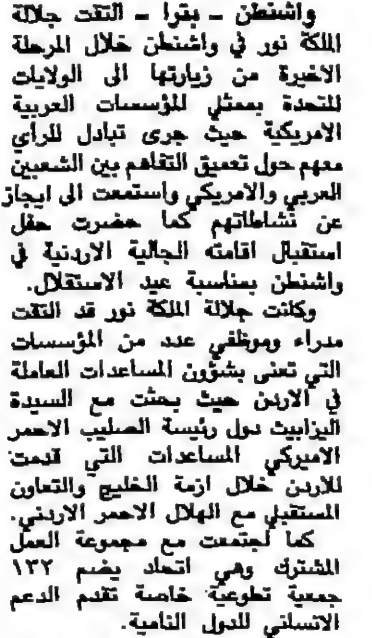 واشنطن - بترا - التقت جلالة
الملكة نور في واشنطن خلال المرحلة
الاخيرة من زيارتها الى الولايات
المتحدة بممثلي المؤسسات العربية
الامريكية حيث جرى تبادل الرأي
معهم حول تعميق التفاهم بين الشعبين
العربي والامريكي واستمعت الى ايجاز
عن نشاطاتهم كما حضرت حفل
استقبال اقامته الجالية الاردنية في
واشنطن بمناسبة عيد الاستقلال.
وكانت جلالة الملكة نور قد التقت
مدراء وموظفي عدد من المؤسسات
التي تعنى بشؤون المساعدات العاملة
في الاردن حيث بحثت مع السيدة
اليزابيث دول رئيسة الصليب الاحمر
الاميركي المساعدات التي قدمت
للاردن خلال ازمة الخليج والتعاون
المستقبلي مع الهلال الاحمر الاردني.
كما اجتمعت مع مجموعة العمل
المشترك وهي اتحاد يضم ١٣٢
جمعية تطوعية خاصة تقدم الدعم
الانساني للدول النامية.